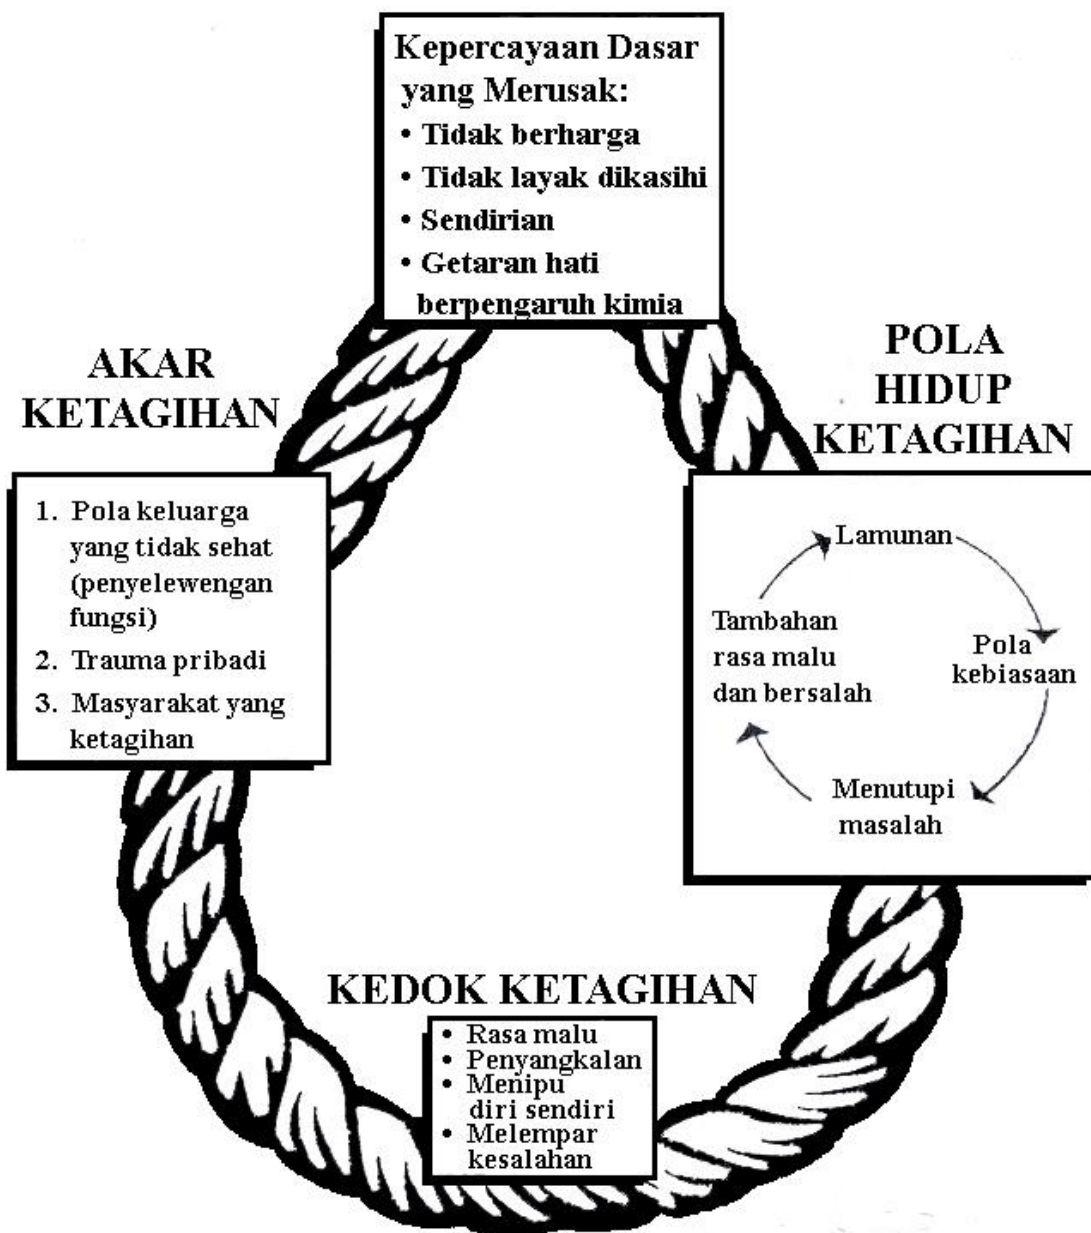 Kepercayaan Dasar
yang Merusak:
• Tidak berharga
• Tidak layak dikasihi
• Sendirian
• Getaran hati
berpengaruh kimia
AKAR
KETAGIHAN
1. Pola keluarga
yang tidak sehat
(penyelewengan
fungsi)
2. Trauma pribadi
3. Masyarakat yang
ketagihan
POLA
HIDUP
KETAGIHAN
Lamunan
Pola
kebiasaan
Menutupi
masalah
Tambahan
rasa malu
dan bersalah
KEDOK KETAGIHAN
• Rasa malu
• Penyangkalan
• Menipu
diri sendiri
• Melempar
kesalahan